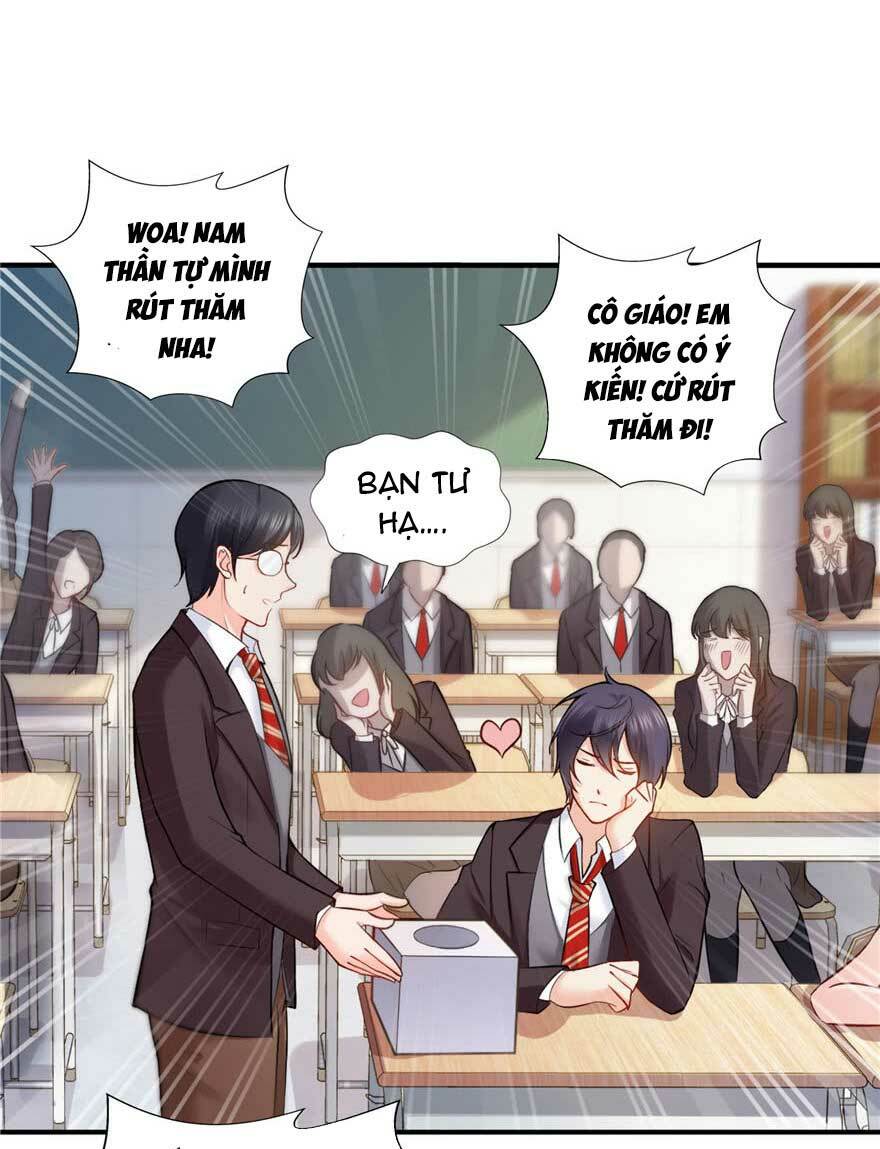 WOA! NAM
THẦN TỰ MÌNH
RÚT THĂM
NHA!
CÔ GIÁO! EM
KHÔNG CÓ Ý
KIẾN! CỨ RÚT
THĂM ĐI!
BẠN TƯ
HẠ....